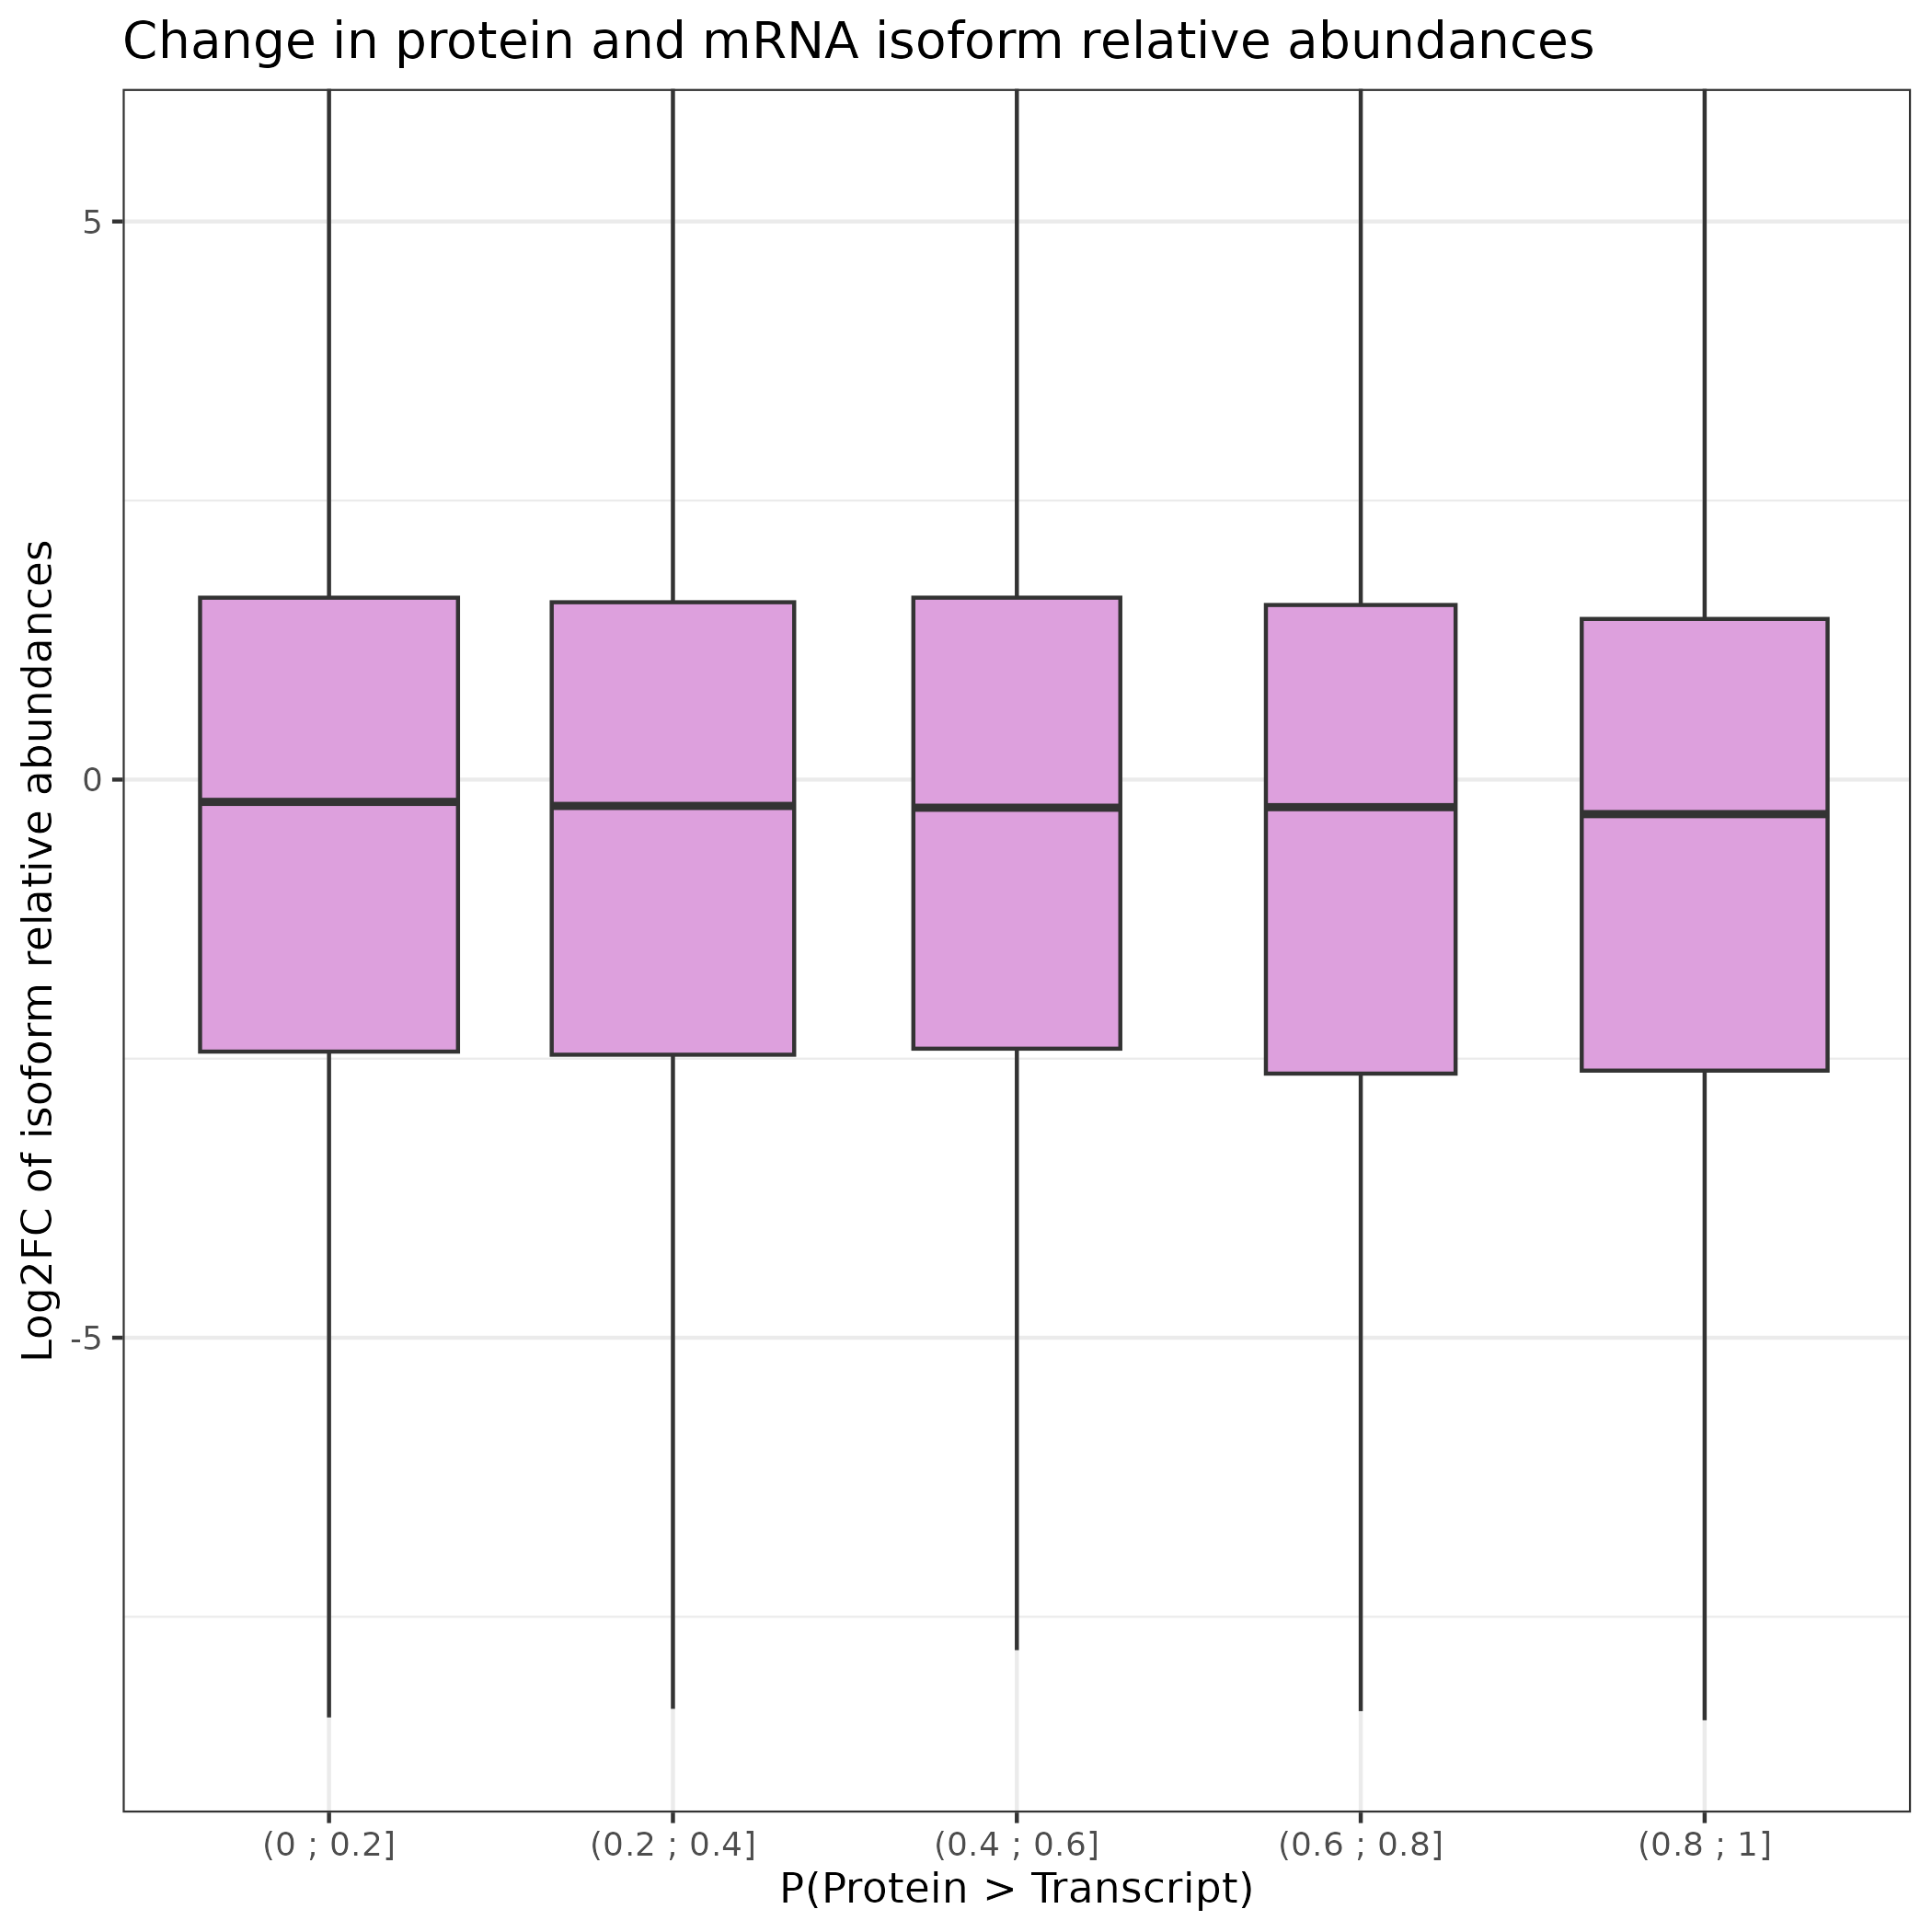 Change in protein and mRNA isoform relative abundances
Log2FC of isoform relative abundances
5
0
-5
(0 ; 0.2]
(0.2 ; 0.4]
(0.4 ; 0.6]
(0.6 ; 0.8]
(0.8 ; 1]
P(Protein > Transcript)